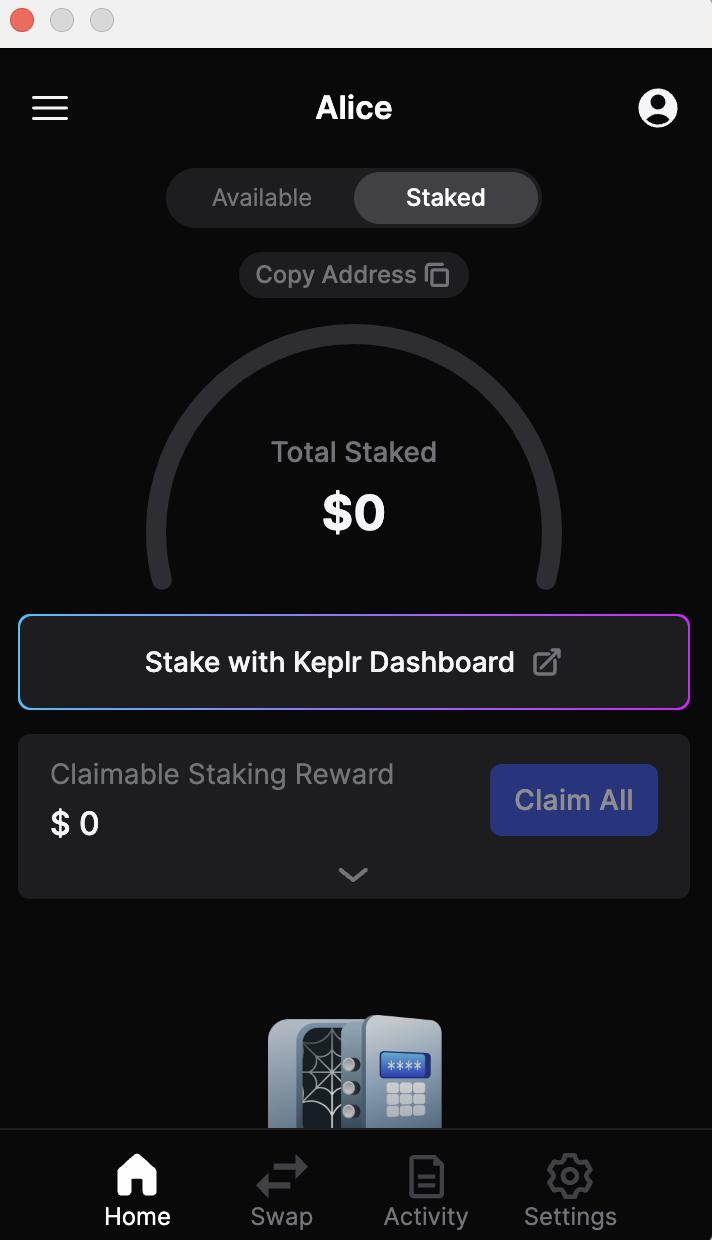 Alice
Available Staked
Copy Address
Total Staked
$0
Stake with Keplr Dashboard
Claimable Staking Reward
$ 0
Claim All
****
Home Swap Activity Settings